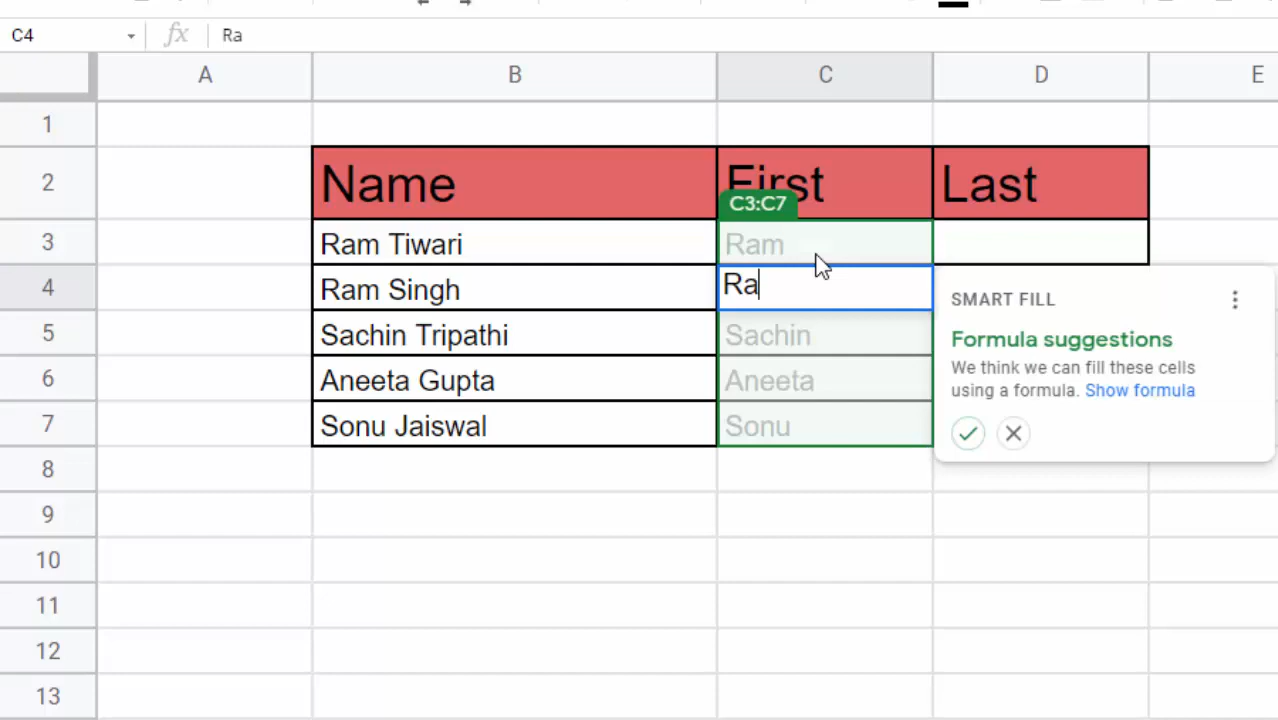 C4 fx Ra
A B C D E
1
2 Name First Last
C3:C7
3 Ram Tiwari Ram
4 Ram Singh Ra
5 Sachin Tripathi Sachin
6 Aneeta Gupta Aneeta
7 Sonu Jaiswal Sonu
SMART FILL
Formula suggestions
We think we can fill these cells
using a formula. Show formula
8
9
10
11
12
13